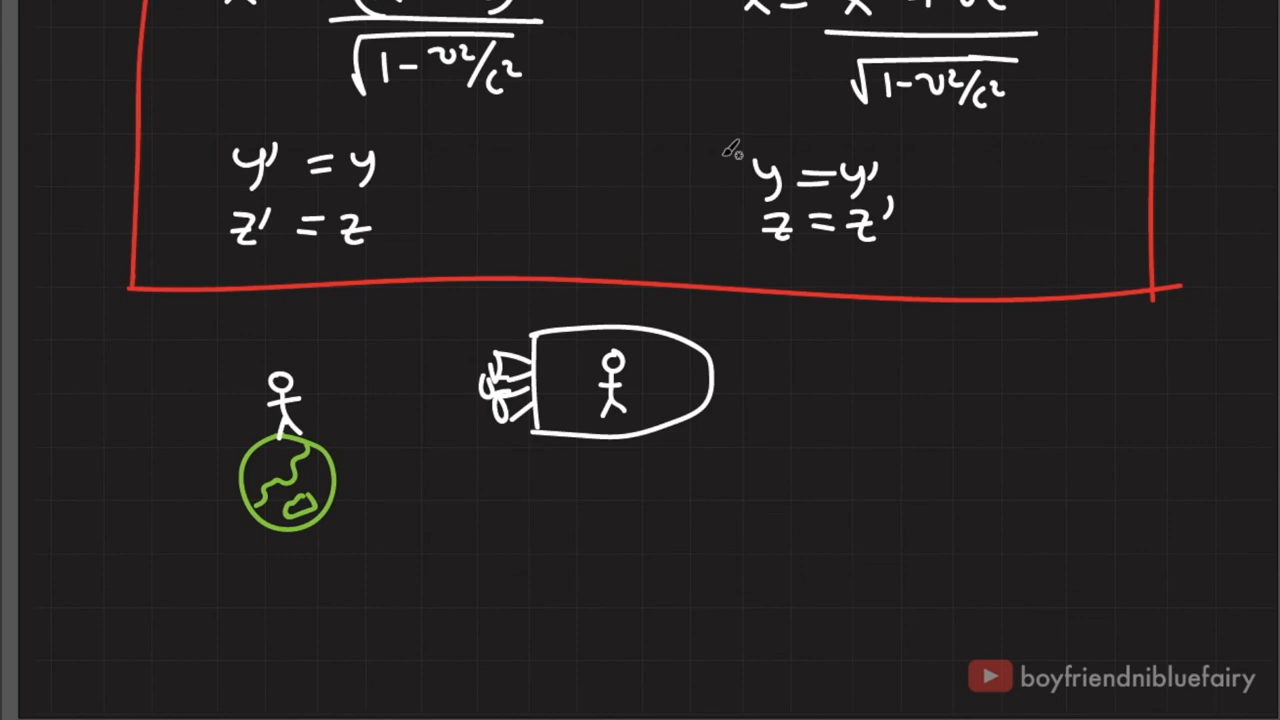 √1-v²/c²
√1-v²/c²
y' = y
y = y'
z' = z
z = z'
boyfriendnibluefairy